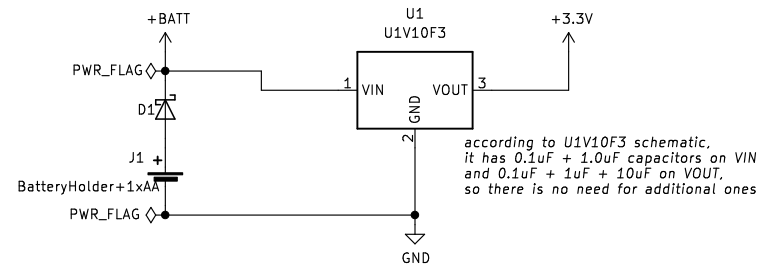 +BATT
U1
U1V10F3
+3.3V
PWR_FLAG
1
VIN
VOUT
3
GND
2
D1
according to U1V10F3 schematic,
it has 0.1uF + 1.0uF capacitors on VIN
and 0.1uF + 1uF + 10uF on VOUT,
so there is no need for additional ones
J1
+
BatteryHolder+1xAA
PWR_FLAG
GND